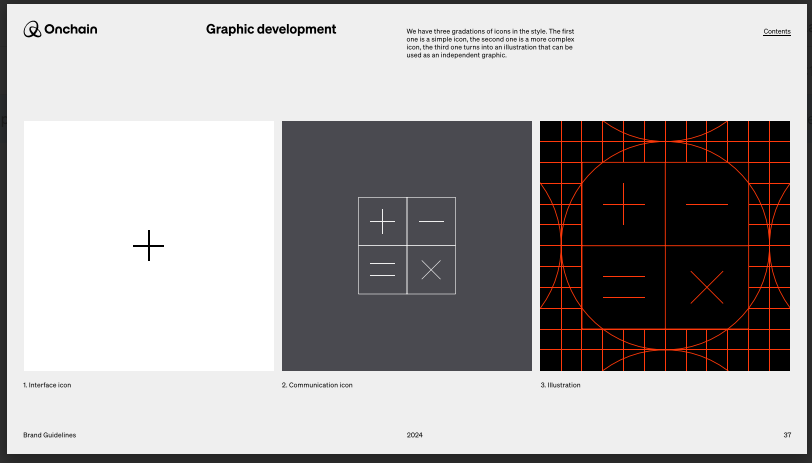 Onchain
Graphic development
We have three gradations of icons in the style. The first
one is a simple icon, the second one is a more complex
icon, the third one turns into an illustration that can be
used as an independent graphic.
Contents
1. Interface icon
2. Communication icon
3. Illustration
Brand Guidelines
2024
37